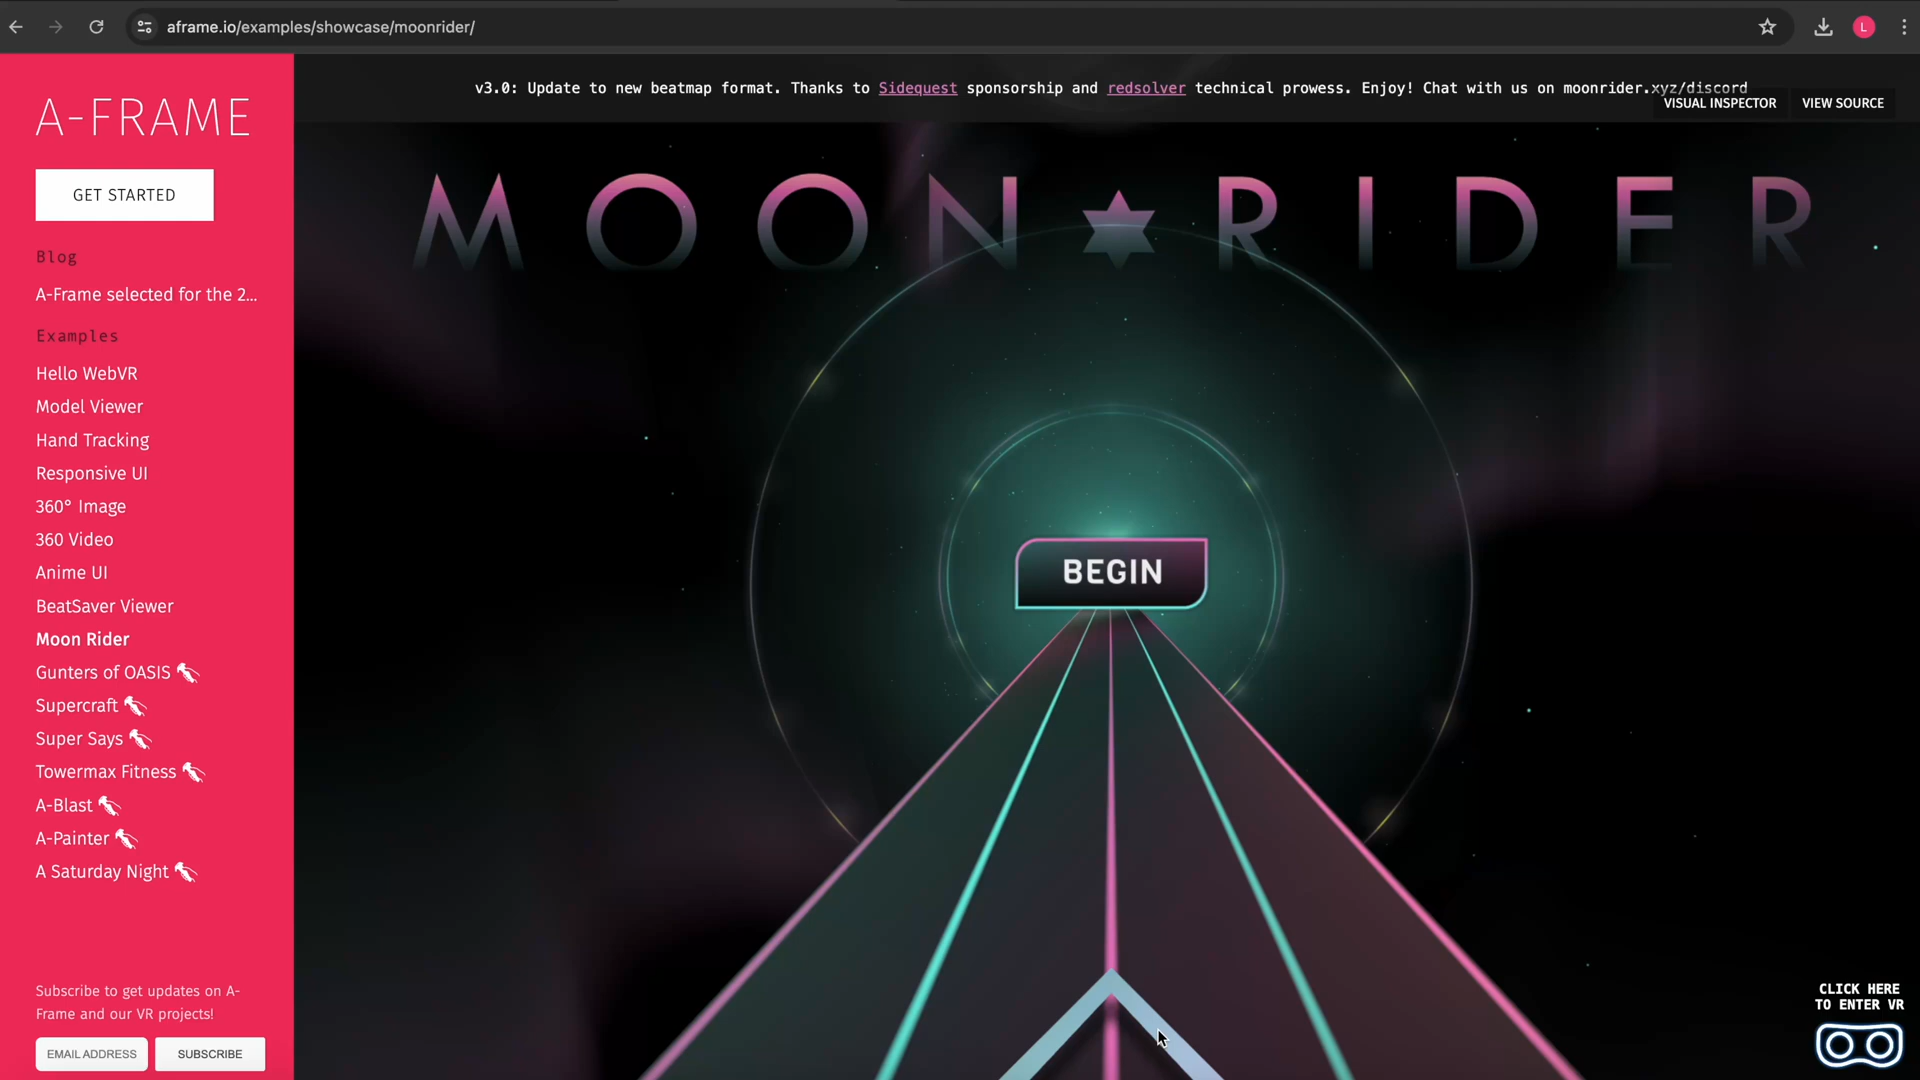 aframe.io/examples/showcase/moonrider/
L
A-FRAME
GET STARTED
Blog
A-Frame selected for the 2...
Examples
Hello WebVR
Model Viewer
Hand Tracking
Responsive UI
360° Image
360 Video
Anime UI
BeatSaver Viewer
Moon Rider
Gunters of OASIS
Supercraft
Super Says
Towermax Fitness
A-Blast
A-Painter
A Saturday Night
Subscribe to get updates on A-
Frame and our VR projects!
EMAIL ADDRESS
SUBSCRIBE
v3.0: Update to new beatmap format. Thanks to Sidequest sponsorship and redsolver technical prowess. Enjoy! Chat with us on moonrider.xyz/discord
VISUAL INSPECTOR
VIEW SOURCE
MOON RIDER
BEGIN
CLICK HERE
TO ENTER VR